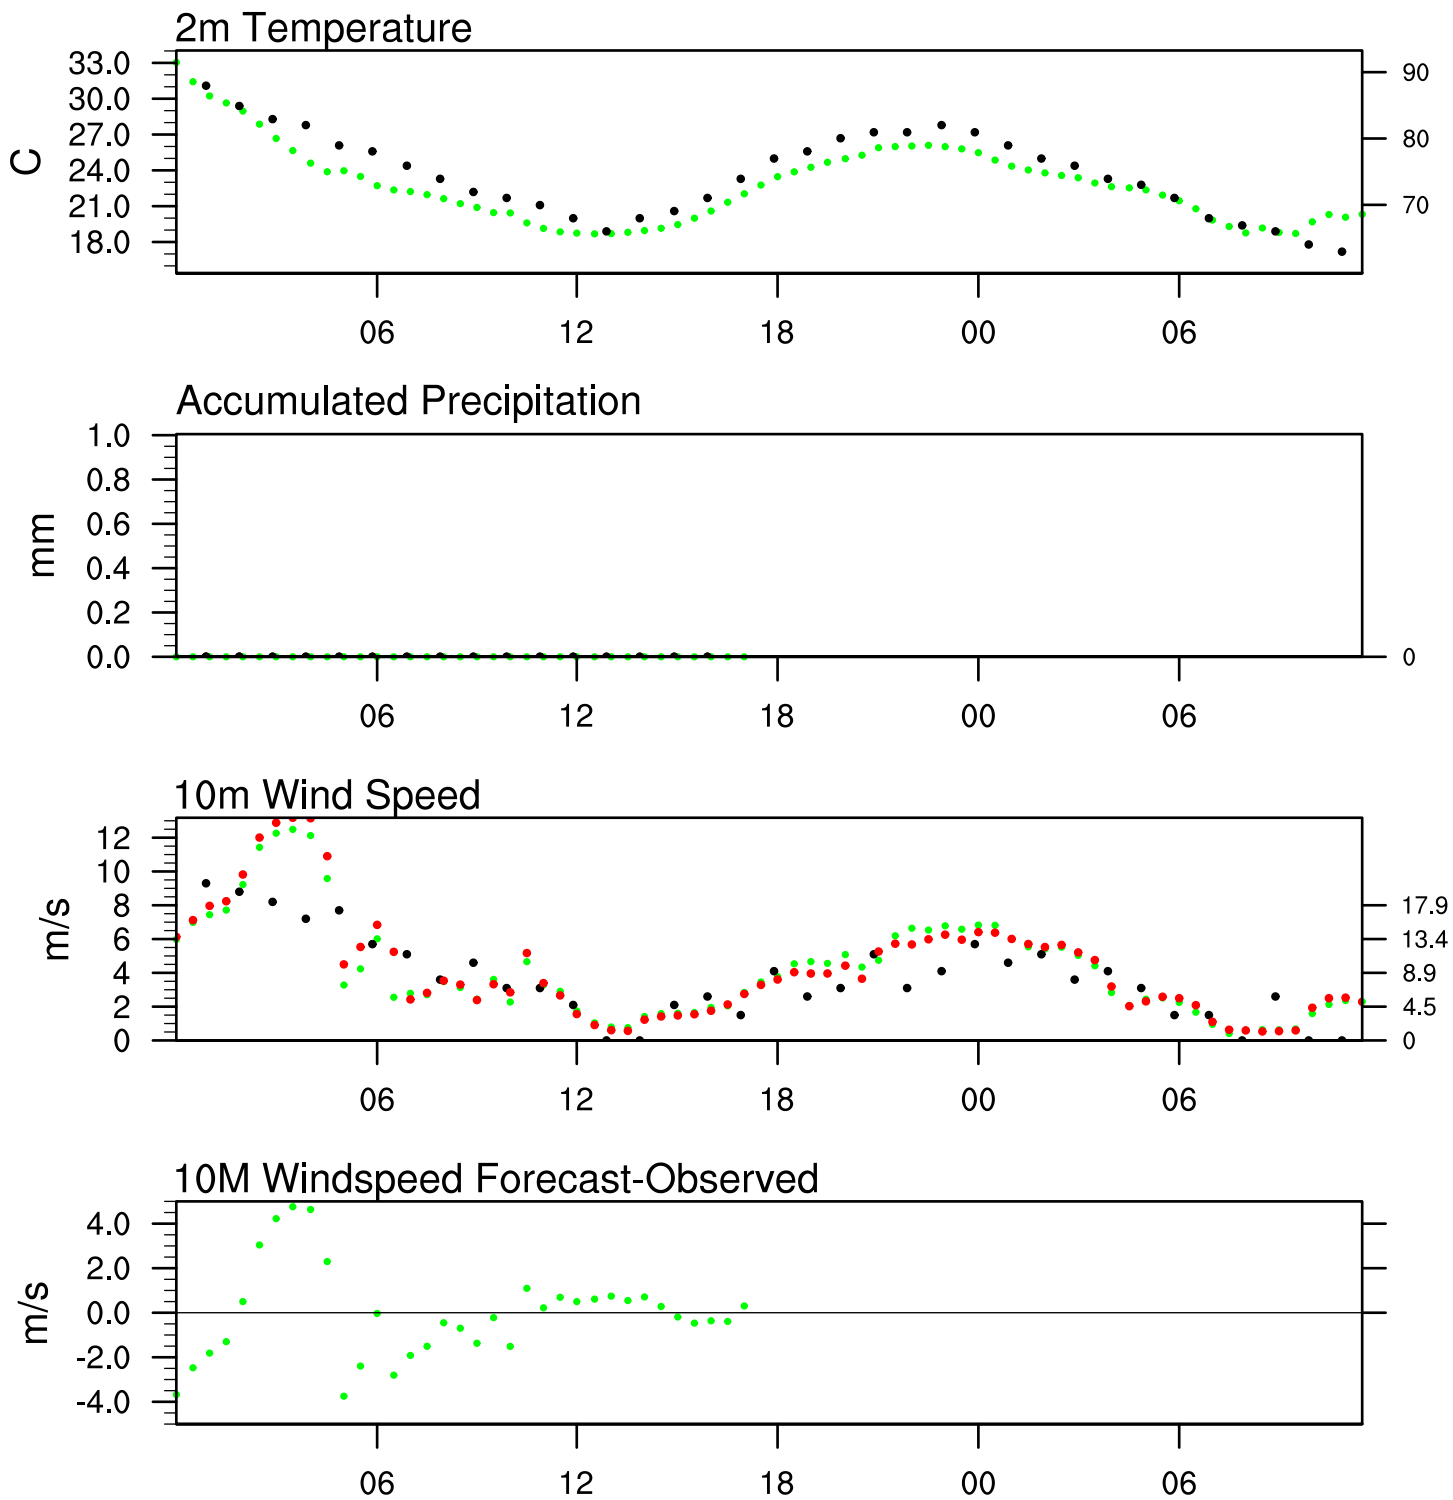 2m Temperature
33.0
30.0
27.0
24.0
21.0
18.0
C
90
80
70
06 12 18 00 06
Accumulated Precipitation
1.0
0.8
0.6
0.4
0.2
0.0
mm
0
06 12 18 00 06
10m Wind Speed
12
10
8
6
4
2
0
m/s
17.9
13.4
8.9
4.5
0
06 12 18 00 06
10M Windspeed Forecast-Observed
4.0
2.0
0.0
-2.0
-4.0
m/s
06 12 18 00 06